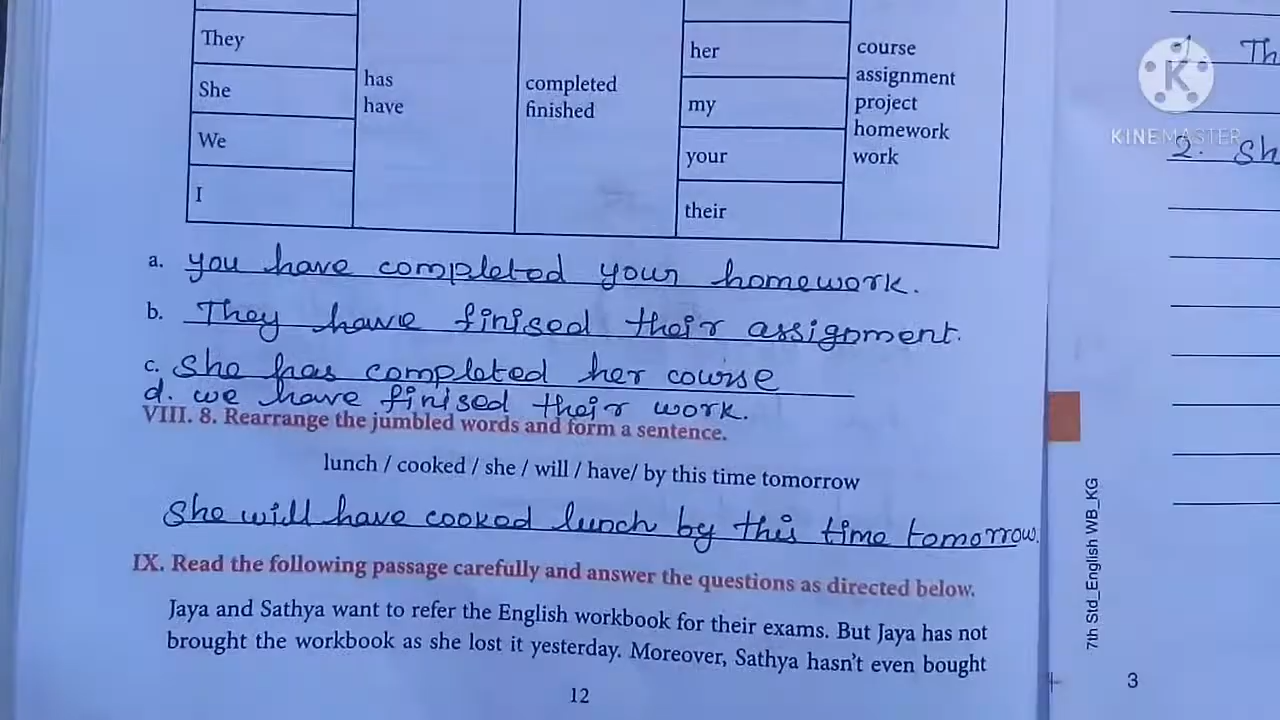 They
She
We
I
has
have
completed
finished
her
my
your
their
course
assignment
project
homework
work
a. you have completed your homework.
b. They have finised their assignment.
c. she has completed her course
d. we have finised their work.
VIII. 8. Rearrange the jumbled words and form a sentence.
lunch / cooked / she / will / have/ by this time tomorrow
she will have cooked lunch by this time tomorrow.
IX. Read the following passage carefully and answer the questions as directed below.
Jaya and Sathya want to refer the English workbook for their exams. But Jaya has not
brought the workbook as she lost it yesterday. Moreover, Sathya hasn't even bought
12
1. Th
2. Sh
K
KINEMASTER
7th Std_English WB_KG
3